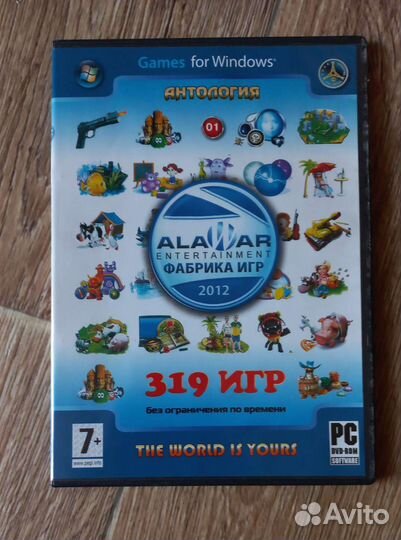 Games for Windows®
АНТОЛОГИЯ
01
ALAWAR
ENTERTAINMENT
ФАБРИКА ИГР
2012
319 ИГР
без ограничения по времени
7+
www.pegi.info
THE WORLD IS YOURS
PC
DVD-ROM
SOFTWARE
Avito